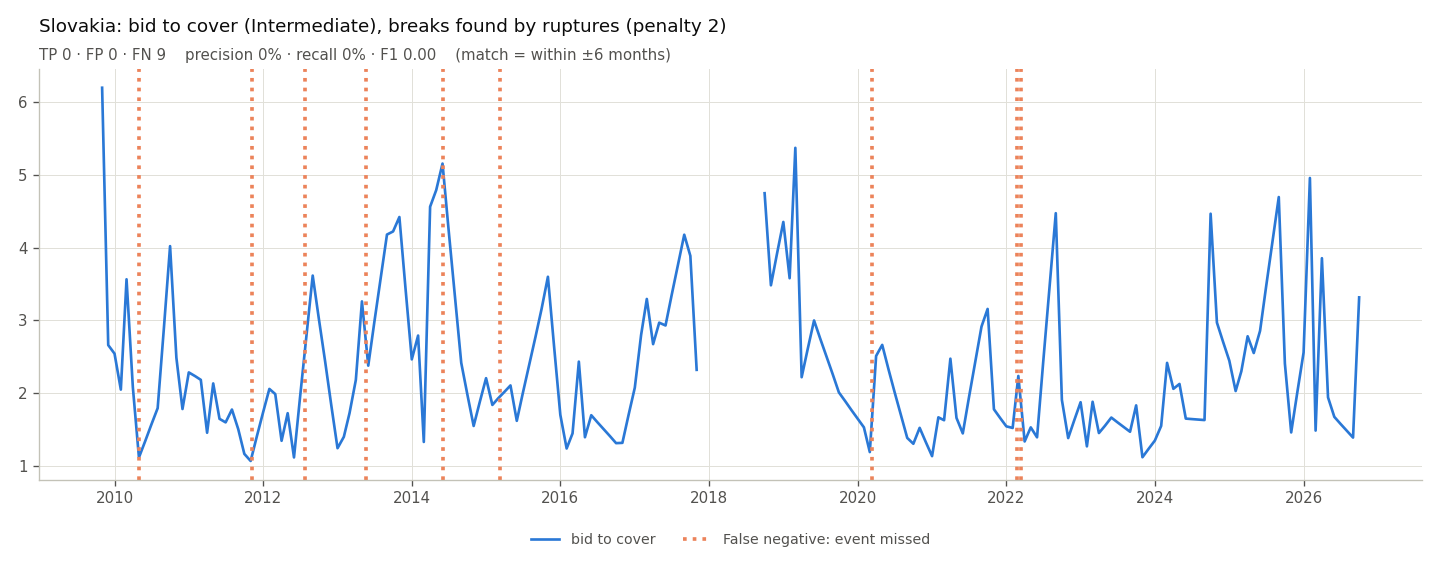 Slovakia: bid to cover (Intermediate), breaks found by ruptures (penalty 2)
TP 0 · FP 0 · FN 9    precision 0% · recall 0% · F1 0.00    (match = within ±6 months)
6
5
4
3
2
1
2010 2012 2014 2016 2018 2020 2022 2024 2026
bid to cover    False negative: event missed